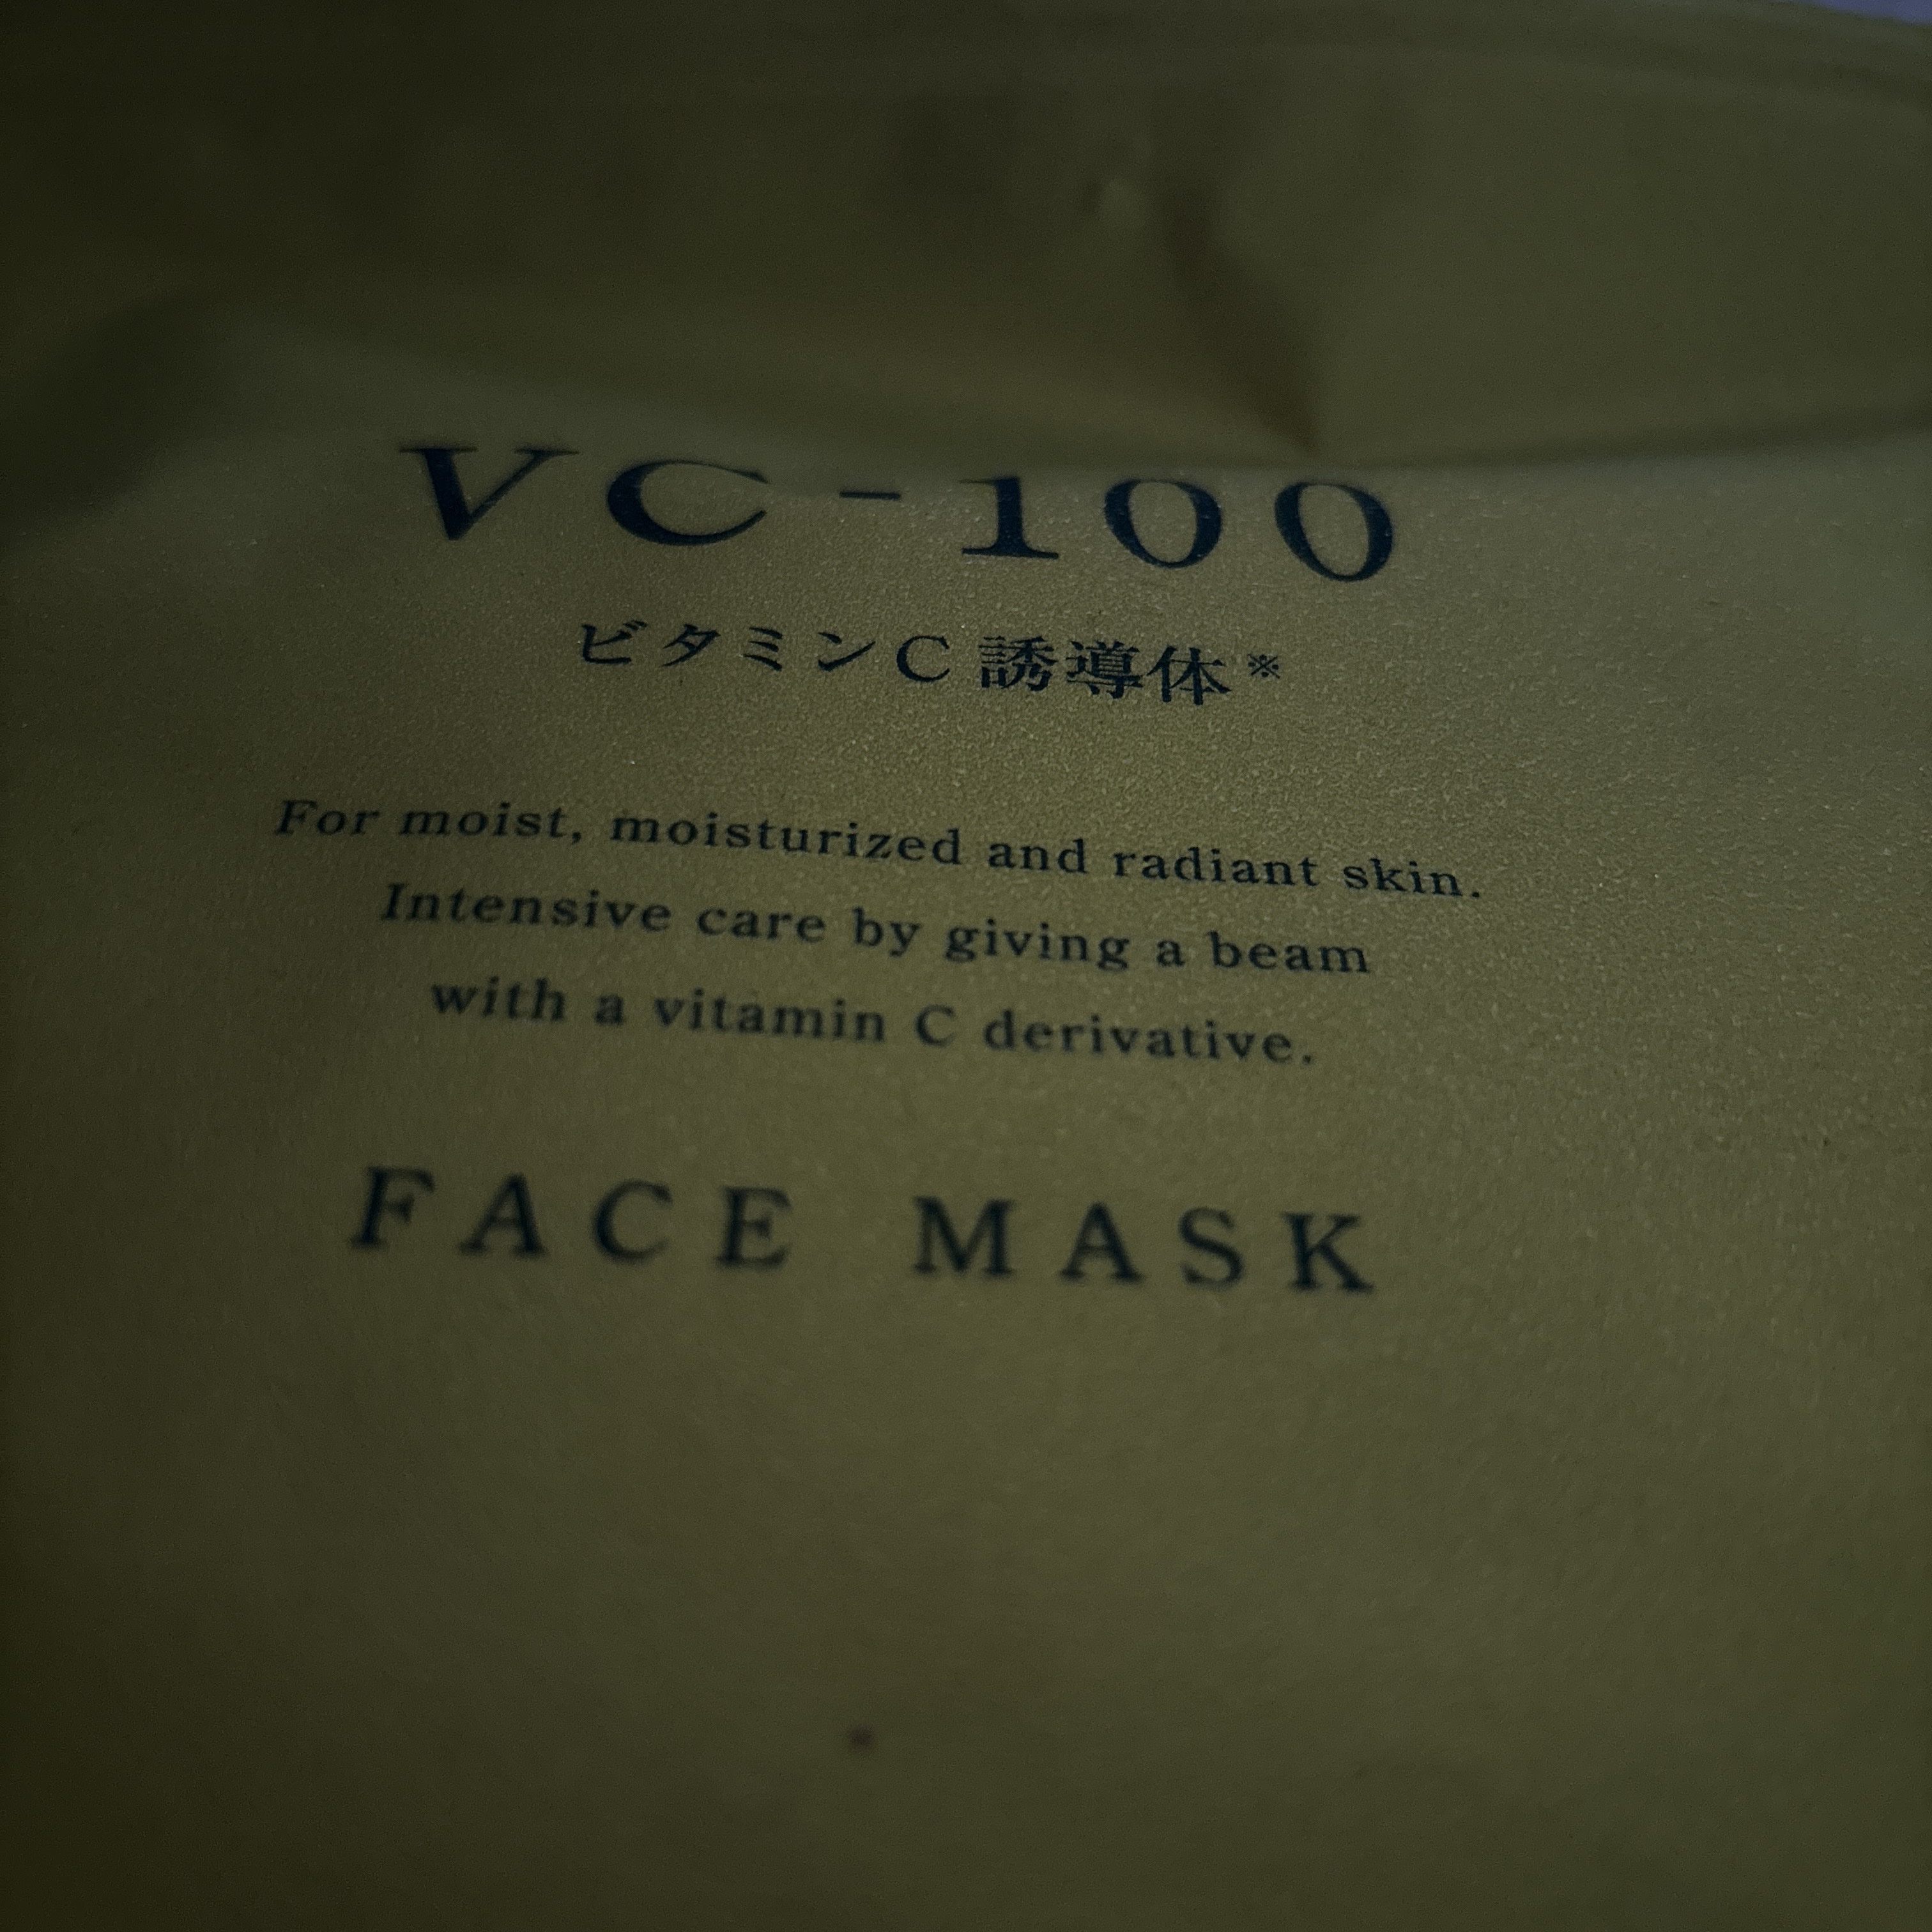 VC-100
ビタミンC誘導体※
For moist, moisturized and radiant skin.
Intensive care by giving a beam
with a vitamin C derivative.
FACE MASK